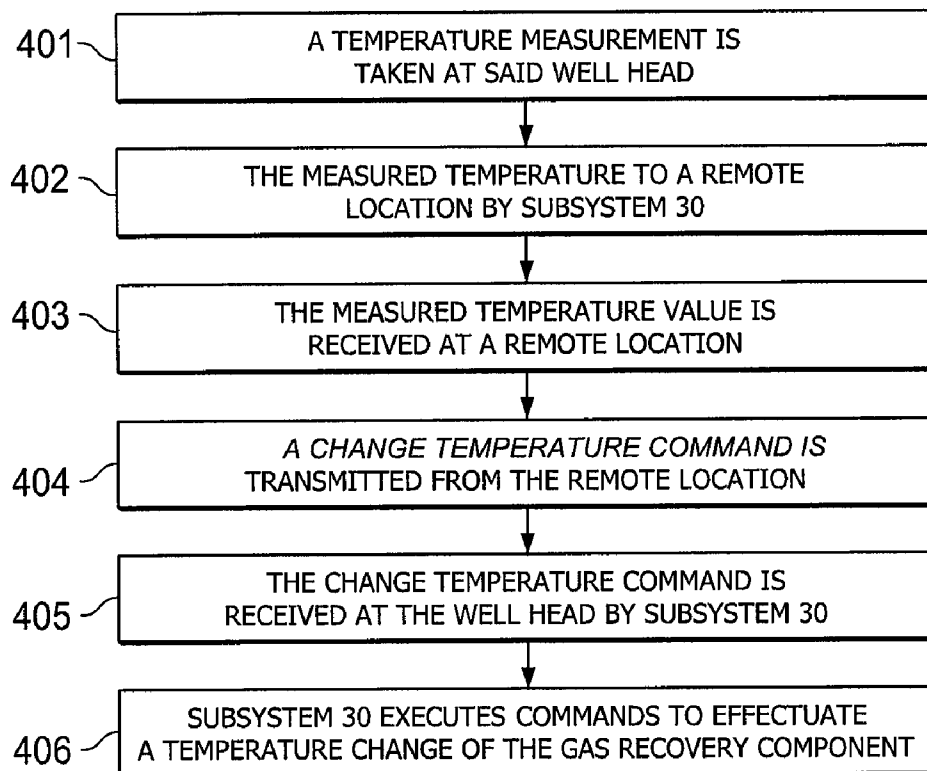 401
A TEMPERATURE MEASUREMENT IS
TAKEN AT SAID WELL HEAD
402
THE MEASURED TEMPERATURE TO A REMOTE
LOCATION BY SUBSYSTEM 30
403
THE MEASURED TEMPERATURE VALUE IS
RECEIVED AT A REMOTE LOCATION
404
A CHANGE TEMPERATURE COMMAND IS
TRANSMITTED FROM THE REMOTE LOCATION
405
THE CHANGE TEMPERATURE COMMAND IS
RECEIVED AT THE WELL HEAD BY SUBSYSTEM 30
406
SUBSYSTEM 30 EXECUTES COMMANDS TO EFFECTUATE
A TEMPERATURE CHANGE OF THE GAS RECOVERY COMPONENT